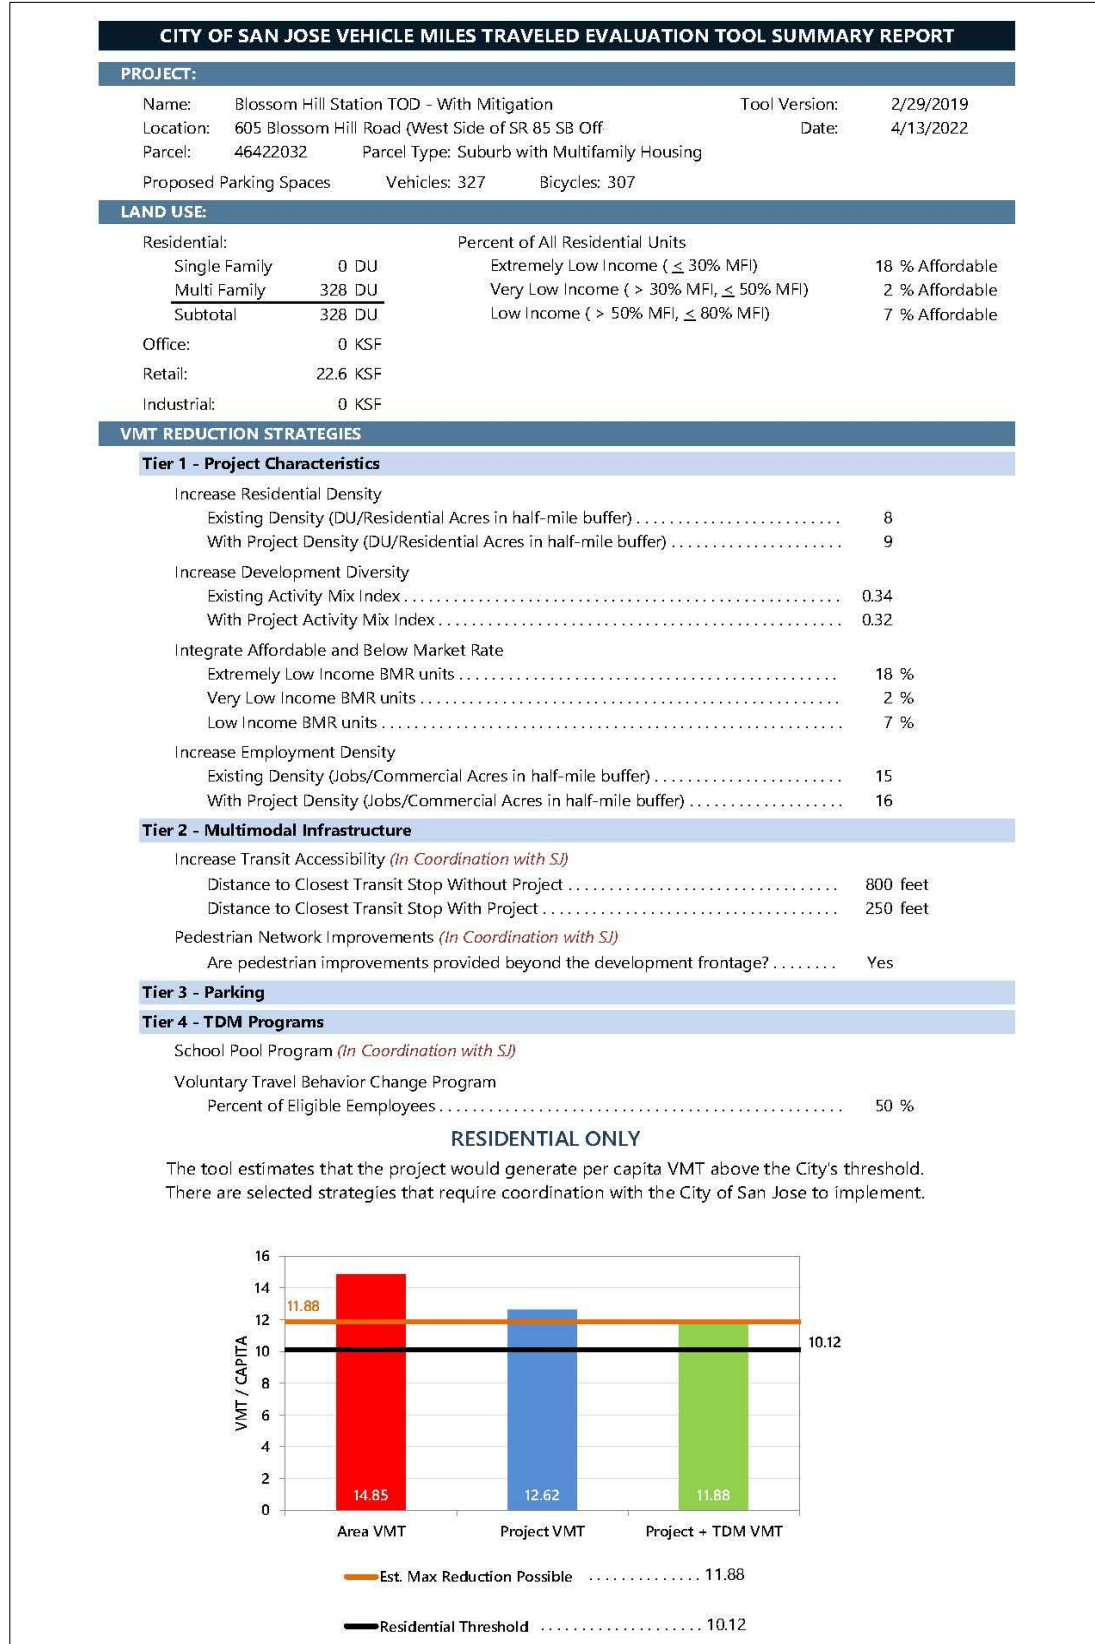 CITY OF SAN JOSE VEHICLE MILES TRAVELED EVALUATION TOOL SUMMARY REPORT
PROJECT:
Name: Blossom Hill Station TOD - With Mitigation Tool Version: 2/29/2019
Location: 605 Blossom Hill Road (West Side of SR 85 SB Off Date: 4/13/2022
Parcel: 46422032 Parcel Type: Suburb with Multifamily Housing
Proposed Parking Spaces Vehicles: 327 Bicycles: 307
LAND USE:
Residential: Percent of All Residential Units
Single Family 0 DU Extremely Low Income ( ≤ 30% MFI) 18 % Affordable
Multi Family 328 DU Very Low Income ( > 30% MFI, ≤ 50% MFI) 2 % Affordable
Subtotal 328 DU Low Income ( > 50% MFI, ≤ 80% MFI) 7 % Affordable
Office: 0 KSF
Retail: 22.6 KSF
Industrial: 0 KSF
VMT REDUCTION STRATEGIES
Tier 1 - Project Characteristics
Increase Residential Density
Existing Density (DU/Residential Acres in half-mile buffer) . . . . . . . . . . 8
With Project Density (DU/Residential Acres in half-mile buffer) . . . . . . . . . . 9
Increase Development Diversity
Existing Activity Mix Index . . . . . . . . . . 0.34
With Project Activity Mix Index . . . . . . . . . . 0.32
Integrate Affordable and Below Market Rate
Extremely Low Income BMR units . . . . . . . . . . 18 %
Very Low Income BMR units . . . . . . . . . . 2 %
Low Income BMR units . . . . . . . . . . 7 %
Increase Employment Density
Existing Density (Jobs/Commercial Acres in half-mile buffer) . . . . . . . . . . 15
With Project Density (Jobs/Commercial Acres in half-mile buffer) . . . . . . . . . . 16
Tier 2 - Multimodal Infrastructure
Increase Transit Accessibility (In Coordination with SJ)
Distance to Closest Transit Stop Without Project . . . . . . . . . . 800 feet
Distance to Closest Transit Stop With Project . . . . . . . . . . 250 feet
Pedestrian Network Improvements (In Coordination with SJ)
Are pedestrian improvements provided beyond the development frontage? . . . . . . . . Yes
Tier 3 - Parking
Tier 4 - TDM Programs
School Pool Program (In Coordination with SJ)
Voluntary Travel Behavior Change Program
Percent of Eligible Eemployees . . . . . . . . . . 50 %
RESIDENTIAL ONLY
The tool estimates that the project would generate per capita VMT above the City's threshold.
There are selected strategies that require coordination with the City of San Jose to implement.
VMT / CAPITA
16
14
12
10
8
6
4
2
0
11.88
10.12
14.85 12.62 11.88
Area VMT Project VMT Project + TDM VMT
Est. Max Reduction Possible . . . . . . . . . . . . . . 11.88
Residential Threshold . . . . . . . . . . . . . . . . . . . . 10.12